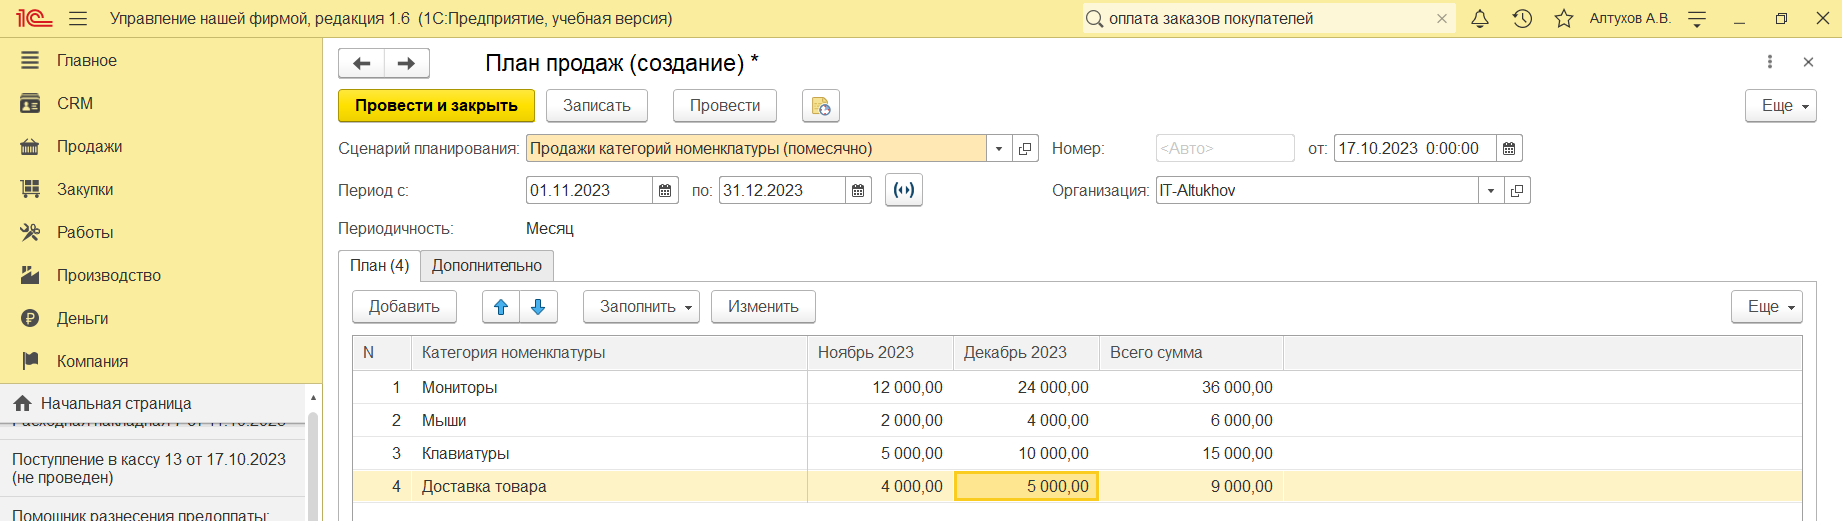 1С Управление нашей фирмой, редакция 1.6 (1С:Предприятие, учебная версия) оплата заказов покупателей Алтухов А.В.
Главное
CRM
Продажи
Закупки
Работы
Производство
Деньги
Компания
Начальная страница
Расходная накладная 7 от 11.10.2023
Поступление в кассу 13 от 17.10.2023
(не проведен)
Помощник разнесения предоплаты:
План продаж (создание) *
Провести и закрыть Записать Провести Еще
Сценарий планирования: Продажи категорий номенклатуры (помесячно) Номер: <Авто> от: 17.10.2023 0:00:00
Период с: 01.11.2023 по: 31.12.2023 Организация: IT-Altukhov
Периодичность: Месяц
План (4) Дополнительно
Добавить Заполнить Изменить Еще
N Категория номенклатуры Ноябрь 2023 Декабрь 2023 Всего сумма
1 Мониторы 12 000,00 24 000,00 36 000,00
2 Мыши 2 000,00 4 000,00 6 000,00
3 Клавиатуры 5 000,00 10 000,00 15 000,00
4 Доставка товара 4 000,00 5 000,00 9 000,00